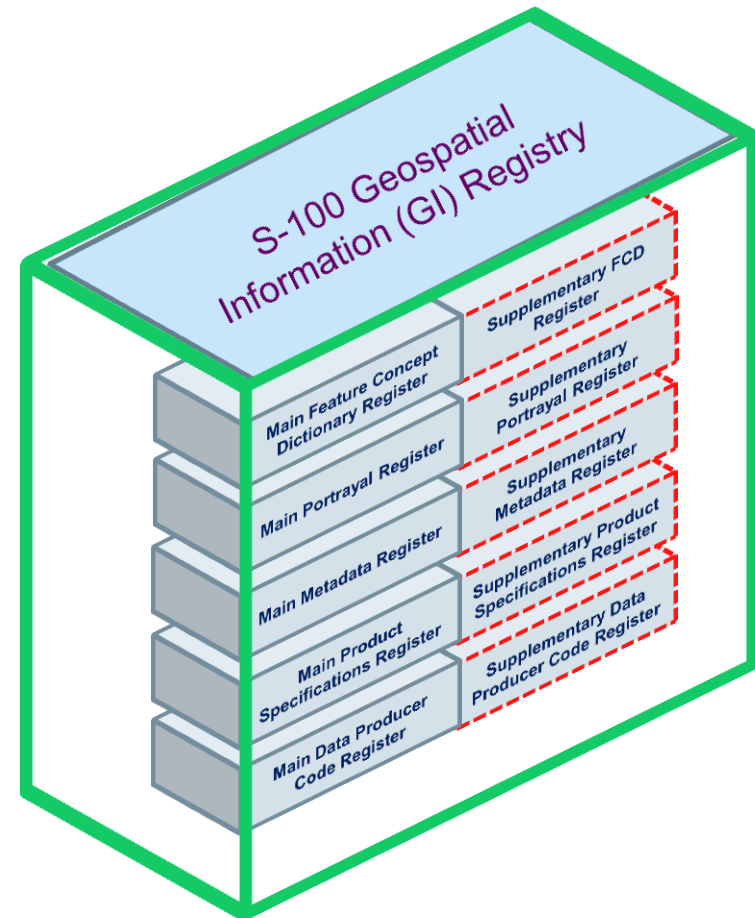 S-100 Geospatial
Information (GI) Registry
Main Feature Concept
Dictionary Register
Supplementary FCD
Register
Main Portrayal Register
Supplementary
Portrayal Register
Main Metadata Register
Supplementary
Metadata Register
Main Product
Specifications Register
Supplementary Product
Specifications Register
Main Data Producer
Code Register
Supplementary Data
Producer Code Register